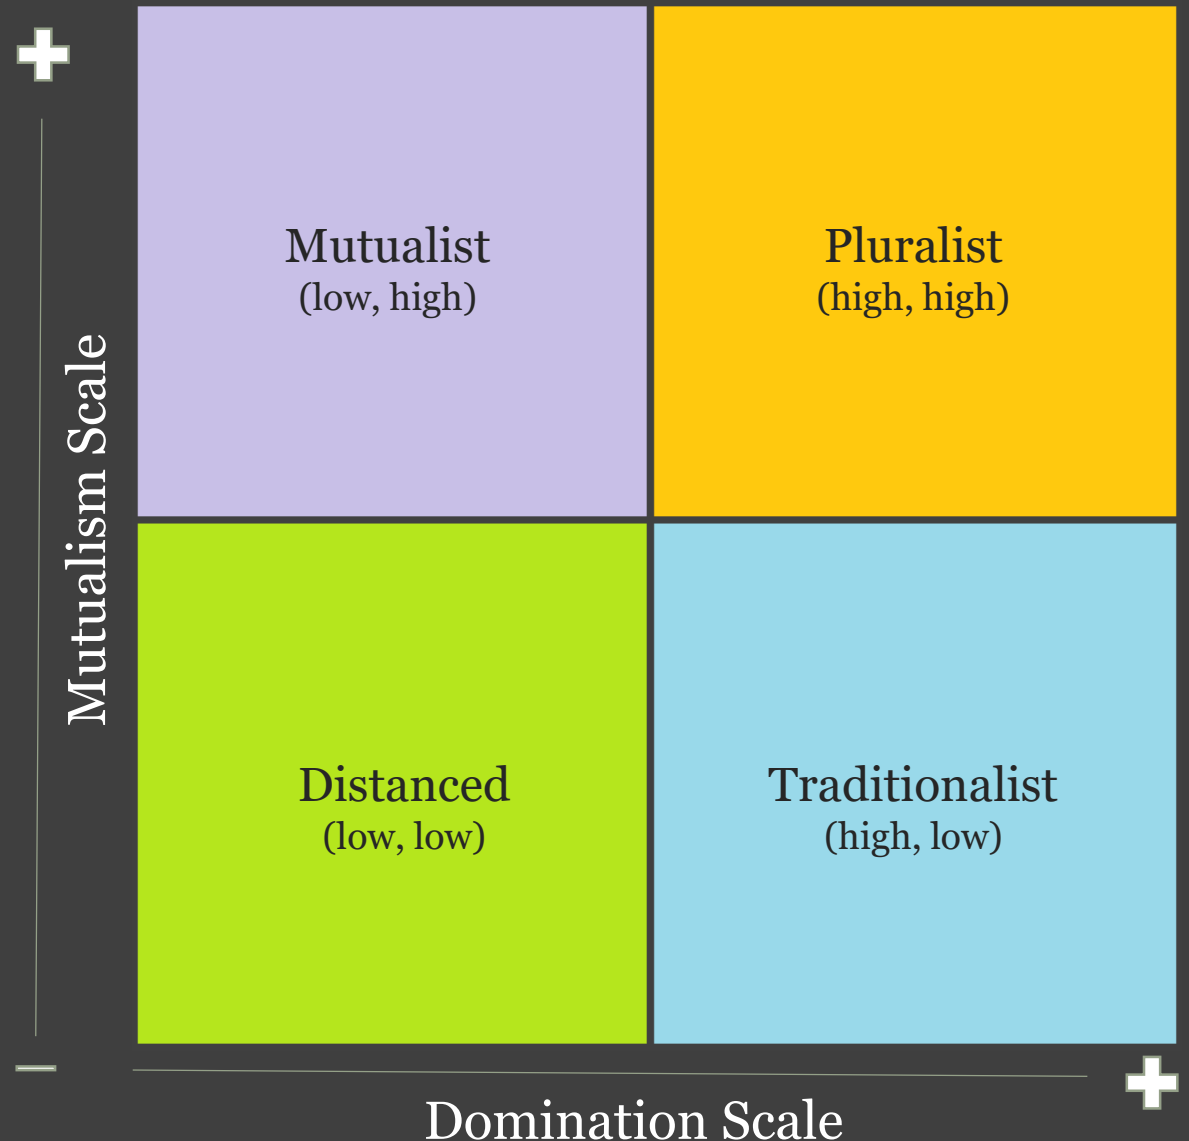 Mutualism Scale
Mutualist
(low, high)
Pluralist
(high, high)
Distanced
(low, low)
Traditionalist
(high, low)
Domination Scale